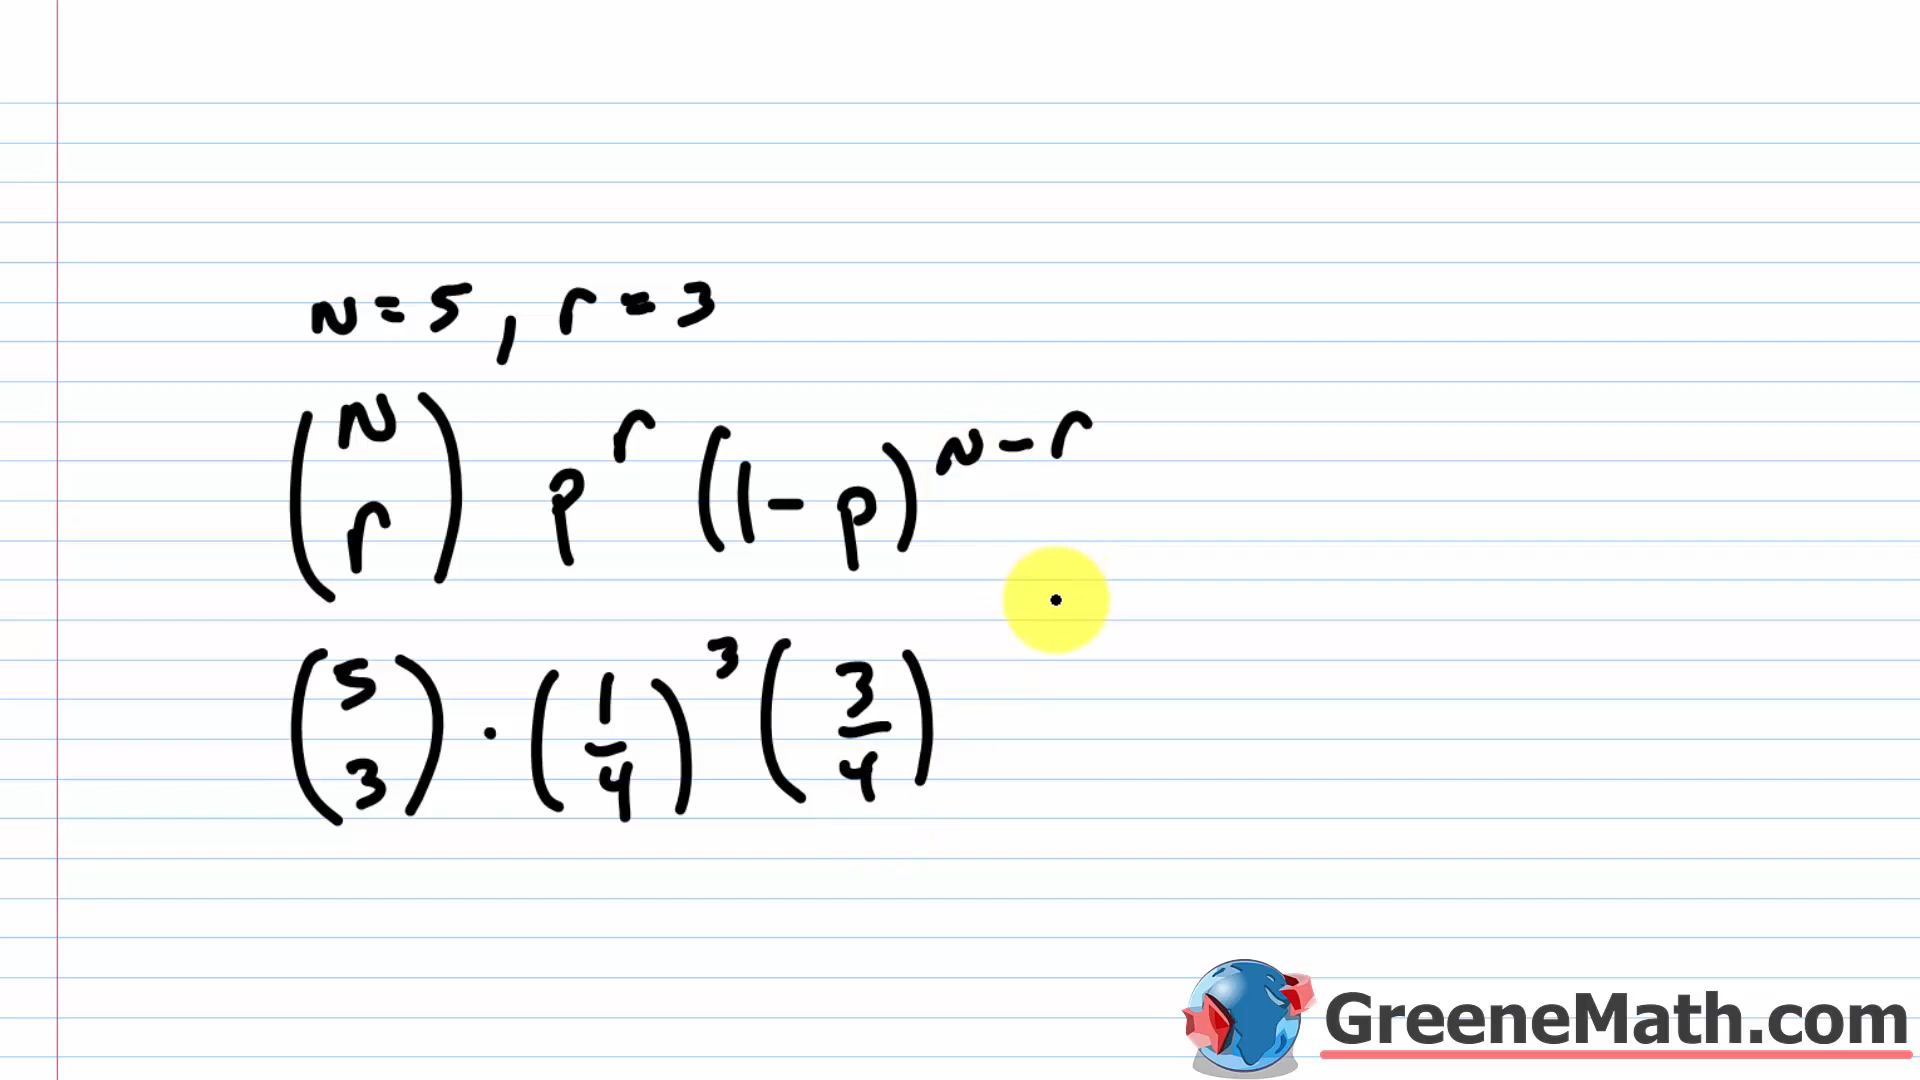 n = 5, r = 3
(n r) p^r (1 - p)^(n - r)
(5 3) · (1/4)^3 (3/4)
GreeneMath.com